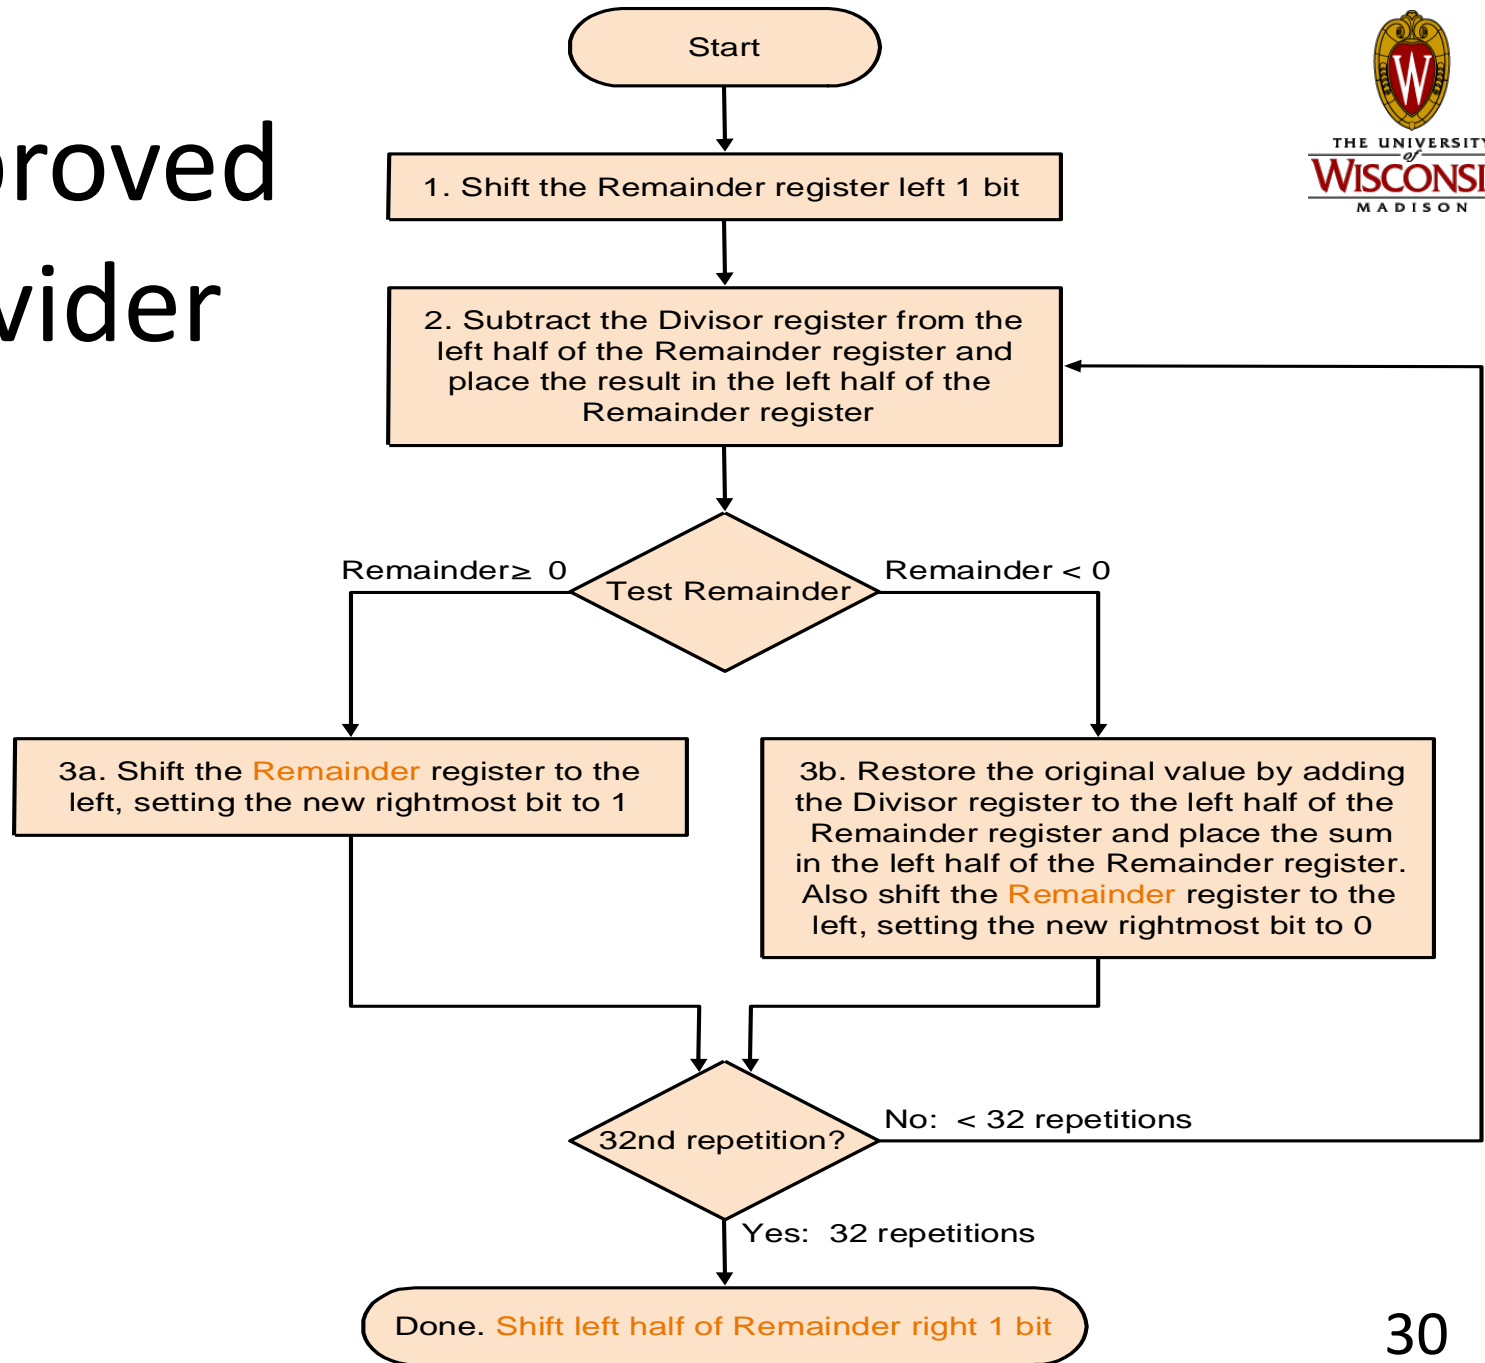 Start
THE UNIVERSITY
of
WISCONSI
MADISON
proved
vider
1. Shift the Remainder register left 1 bit
2. Subtract the Divisor register from the
left half of the Remainder register and
place the result in the left half of the
Remainder register
Remainder≥ 0
Test Remainder
Remainder < 0
3a. Shift the Remainder register to the
left, setting the new rightmost bit to 1
3b. Restore the original value by adding
the Divisor register to the left half of the
Remainder register and place the sum
in the left half of the Remainder register.
Also shift the Remainder register to the
left, setting the new rightmost bit to 0
32nd repetition?
No: < 32 repetitions
Yes: 32 repetitions
Done. Shift left half of Remainder right 1 bit
30